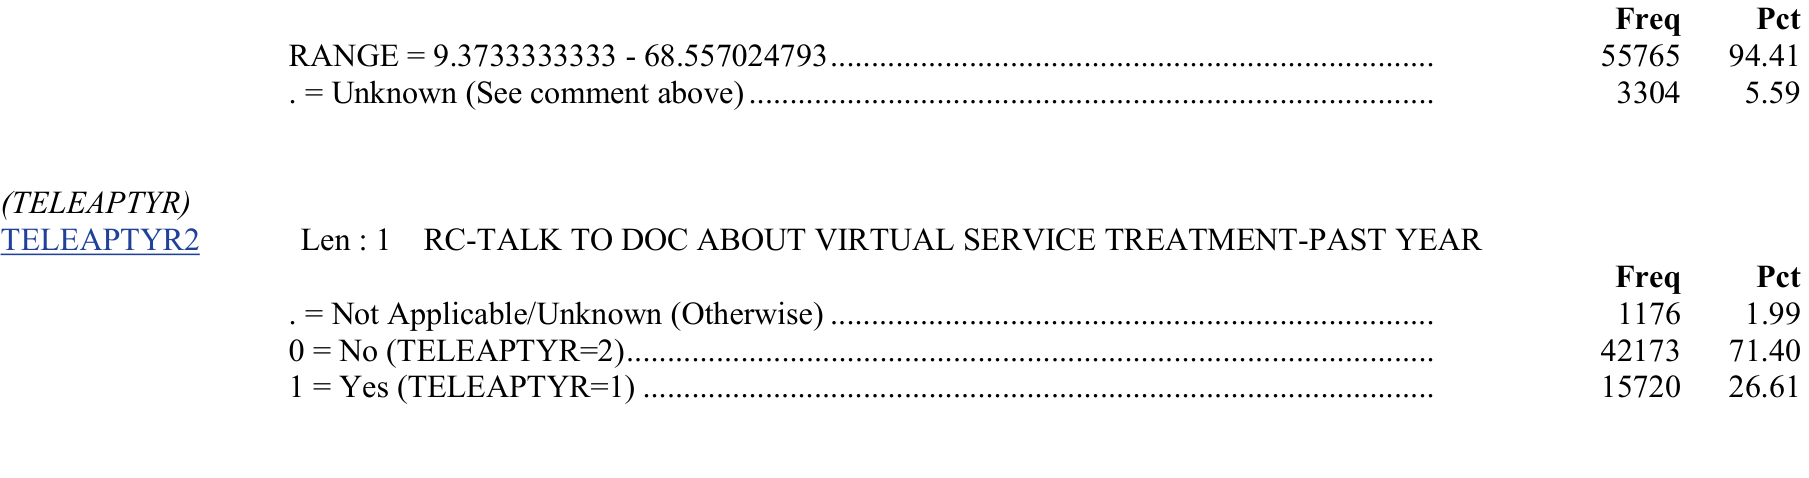 Freq Pct
RANGE = 9.3733333333 - 68.557024793.......................................................................... 55765 94.41
. = Unknown (See comment above).................................................................................... 3304 5.59
(TELEAPTYR)
TELEAPTYR2 Len : 1 RC-TALK TO DOC ABOUT VIRTUAL SERVICE TREATMENT-PAST YEAR
Freq Pct
. = Not Applicable/Unknown (Otherwise).......................................................................... 1176 1.99
0 = No (TELEAPTYR=2)................................................................................................... 42173 71.40
1 = Yes (TELEAPTYR=1) ................................................................................................. 15720 26.61